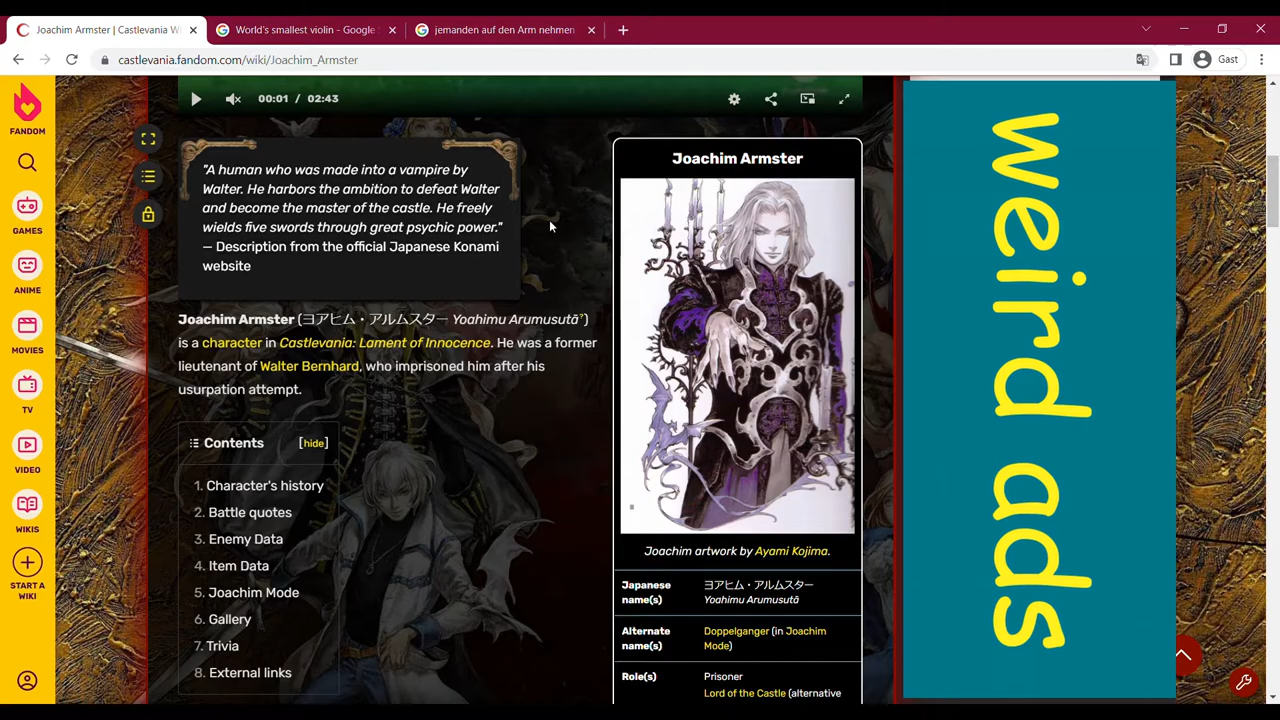 Joachim Armster | Castlevania Wi
World's smallest violin - Google
jemanden auf den Arm nehmen
castlevania.fandom.com/wiki/Joachim_Armster
Gast
FANDOM
GAMES
ANIME
MOVIES
TV
VIDEO
WIKIS
START A
WIKI
00:01 / 02:43
"A human who was made into a vampire by
Walter. He harbors the ambition to defeat Walter
and become the master of the castle. He freely
wields five swords through great psychic power."
— Description from the official Japanese Konami
website
Joachim Armster (ヨアヒム・アルムスター Yoahimu Arumusutā?)
is a character in Castlevania: Lament of Innocence. He was a former
lieutenant of Walter Bernhard, who imprisoned him after his
usurpation attempt.
Contents [hide]
1. Character's history
2. Battle quotes
3. Enemy Data
4. Item Data
5. Joachim Mode
6. Gallery
7. Trivia
8. External links
Joachim Armster
Joachim artwork by Ayami Kojima.
Japanese
name(s)
ヨアヒム・アルムスター
Yoahimu Arumusutā
Alternate
name(s)
Doppelganger (in Joachim
Mode)
Role(s)
Prisoner
Lord of the Castle (alternative
weird ads